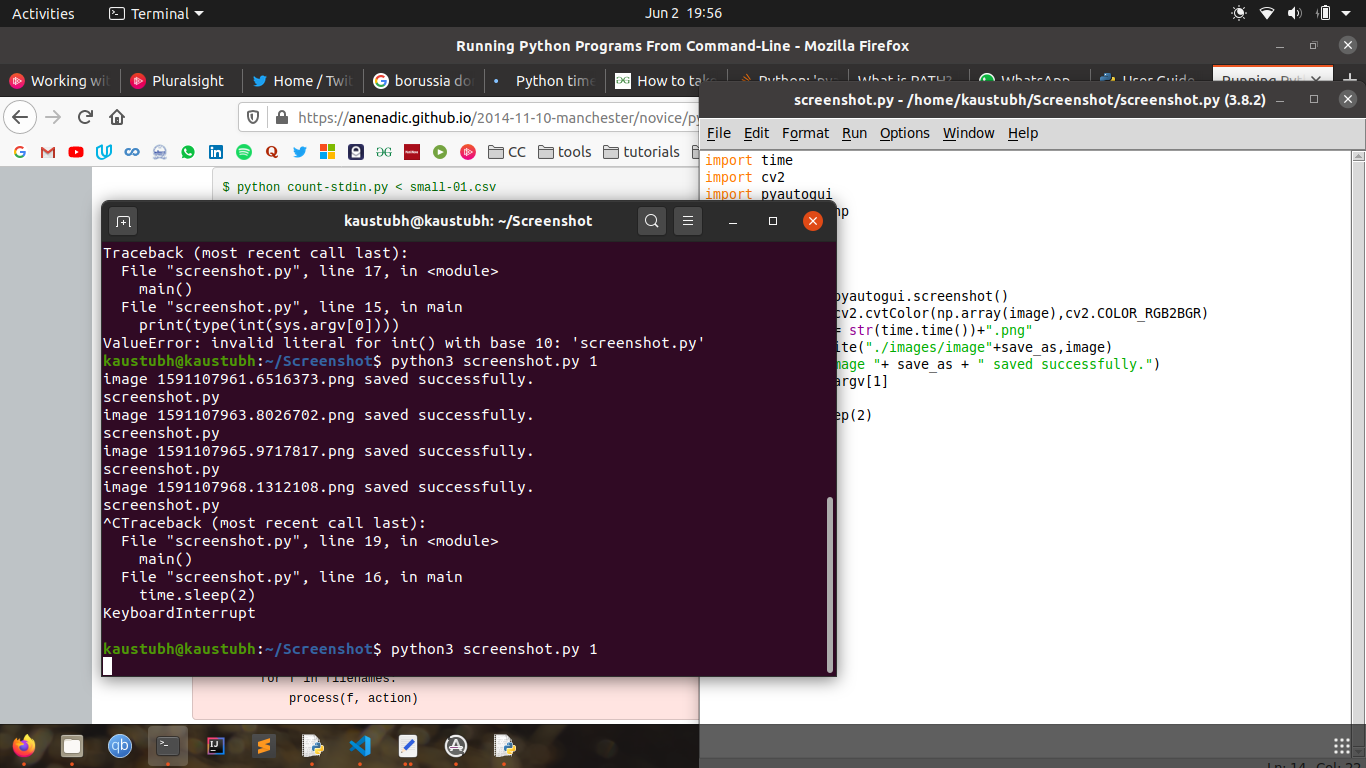 Activities
Terminal
Jun 2 19:56
Running Python Programs From Command-Line - Mozilla Firefox
Working wi
Pluralsight
Home / Twit
borussia do
Python time
How to take
Python: 'py
What is PATH?
WhatsApp
User Guide
Running Pyt
https://anenadic.github.io/2014-11-10-manchester/novice/py
CC
tools
tutorials
$ python count-stdin.py < small-01.csv
screenshot.py - /home/kaustubh/Screenshot/screenshot.py (3.8.2)
File Edit Format Run Options Window Help
import time
import cv2
import pyautogui
np
pyautogui.screenshot()
cv2.cvtColor(np.array(image),cv2.COLOR_RGB2BGR)
= str(time.time())+".png"
ite("./images/image"+save_as,image)
mage "+ save_as + " saved successfully.")
argv[1]
ep(2)
kaustubh@kaustubh: ~/Screenshot
Traceback (most recent call last):
File "screenshot.py", line 17, in <module>
main()
File "screenshot.py", line 15, in main
print(type(int(sys.argv[0])))
ValueError: invalid literal for int() with base 10: 'screenshot.py'
kaustubh@kaustubh:~/Screenshot$ python3 screenshot.py 1
image 1591107961.6516373.png saved successfully.
screenshot.py
image 1591107963.8026702.png saved successfully.
screenshot.py
image 1591107965.9717817.png saved successfully.
screenshot.py
image 1591107968.1312108.png saved successfully.
screenshot.py
^CTraceback (most recent call last):
File "screenshot.py", line 19, in <module>
main()
File "screenshot.py", line 16, in main
time.sleep(2)
KeyboardInterrupt
kaustubh@kaustubh:~/Screenshot$ python3 screenshot.py 1
for f in filenames:
process(f, action)
Ln: 14 Col: 22